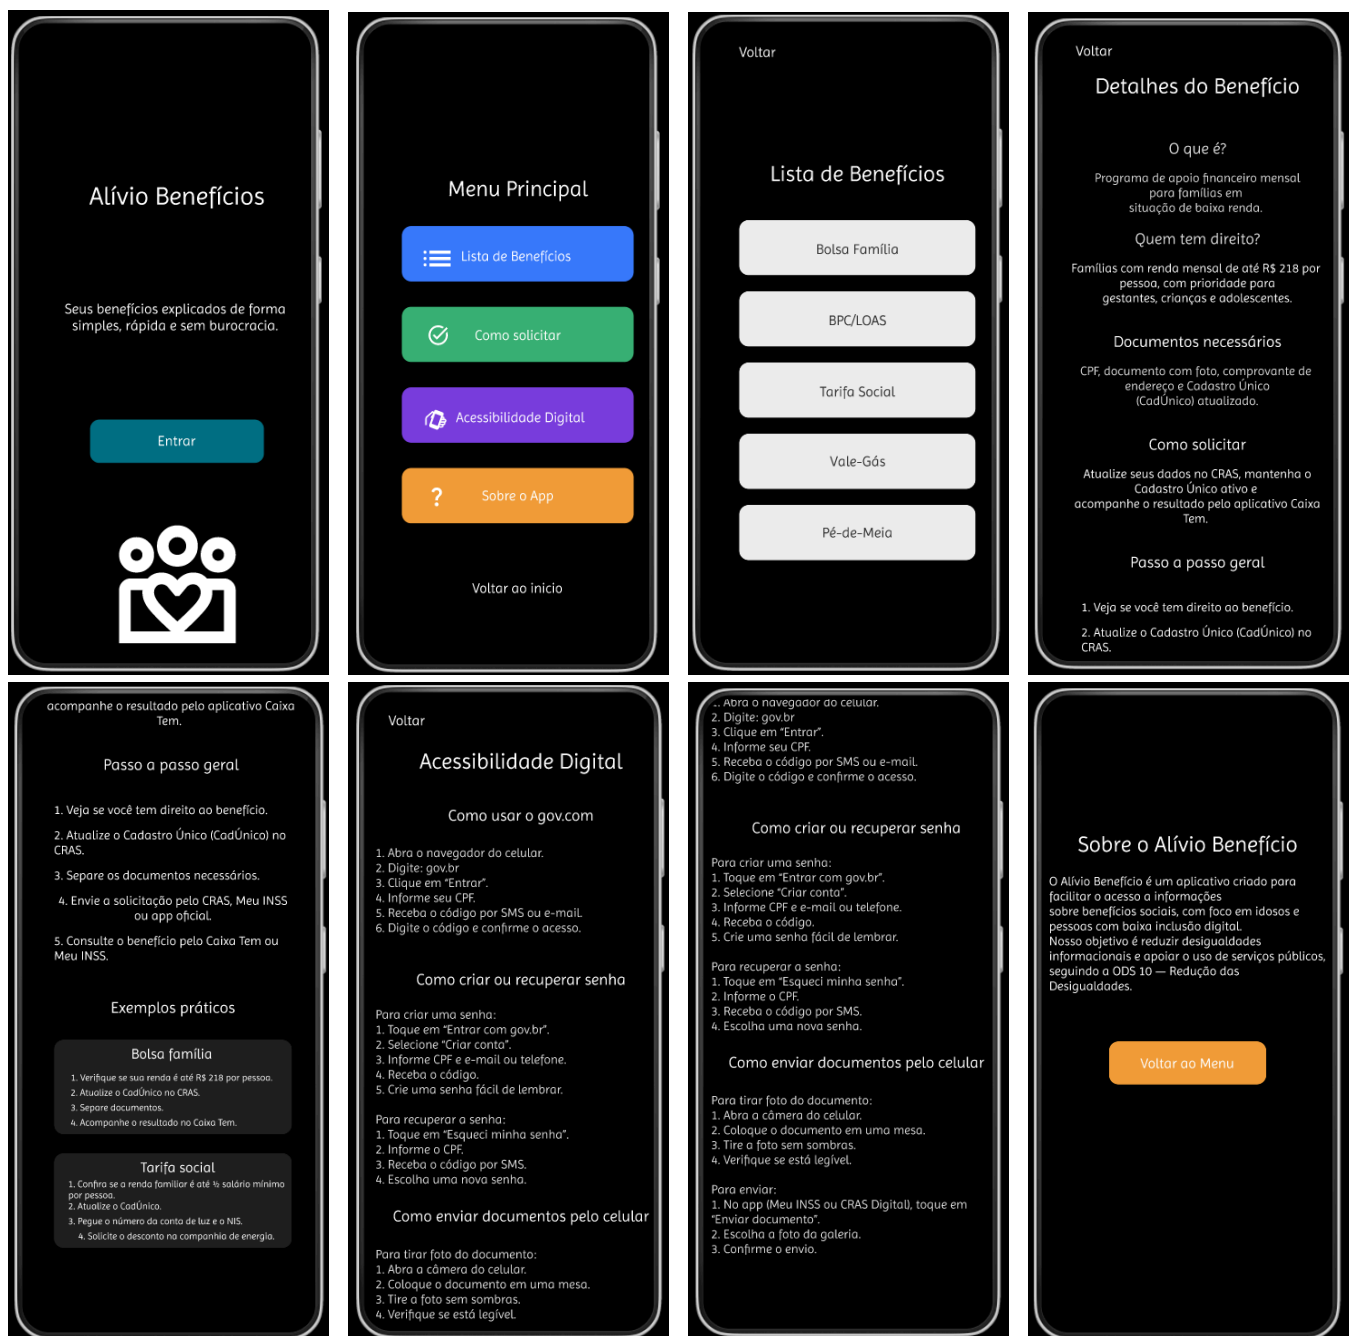 Alívio Benefícios
Seus benefícios explicados de forma
simples, rápida e sem burocracia.
Entrar
Menu Principal
Lista de Benefícios
Como solicitar
Acessibilidade Digital
?
Sobre o App
Voltar ao inicio
Voltar
Lista de Benefícios
Bolsa Família
BPC/LOAS
Tarifa Social
Vale-Gás
Pé-de-Meia
Voltar
Detalhes do Benefício
O que é?
Programa de apoio financeiro mensal
para famílias em
situação de baixa renda.
Quem tem direito?
Famílias com renda mensal de até R$ 218 por
pessoa, com prioridade para
gestantes, crianças e adolescentes.
Documentos necessários
CPF, documento com foto, comprovante de
endereço e Cadastro Único
(CadÚnico) atualizado.
Como solicitar
Atualize seus dados no CRAS, mantenha o
Cadastro Único ativo e
acompanhe o resultado pelo aplicativo Caixa
Tem.
Passo a passo geral
1. Veja se você tem direito ao benefício.
2. Atualize o Cadastro Único (CadÚnico) no
CRAS.
acompanhe o resultado pelo aplicativo Caixa
Tem.
Passo a passo geral
1. Veja se você tem direito ao benefício.
2. Atualize o Cadastro Único (CadÚnico) no
CRAS.
3. Separe os documentos necessários.
4. Envie a solicitação pelo CRAS, Meu INSS
ou app oficial.
5. Consulte o benefício pelo Caixa Tem ou
Meu INSS.
Exemplos práticos
Bolsa família
1. Verifique se sua renda é até R$ 218 por pessoa.
2. Atualize o CadÚnico no CRAS.
3. Separe documentos.
4. Acompanhe o resultado no Caixa Tem.
Tarifa social
1. Confira se a renda familiar é até ½ salário mínimo
por pessoa.
2. Atualize o CadÚnico.
3. Pegue o número da conta de luz e o NIS.
4. Solicite o desconto na companhia de energia.
Voltar
Acessibilidade Digital
Como usar o gov.com
1. Abra o navegador do celular.
2. Digite: gov.br
3. Clique em “Entrar”.
4. Informe seu CPF.
5. Receba o código por SMS ou e-mail.
6. Digite o código e confirme o acesso.
Como criar ou recuperar senha
Para criar uma senha:
1. Toque em “Entrar com gov.br”.
2. Selecione “Criar conta”.
3. Informe CPF e e-mail ou telefone.
4. Receba o código.
5. Crie uma senha fácil de lembrar.
Para recuperar a senha:
1. Toque em “Esqueci minha senha”.
2. Informe o CPF.
3. Receba o código por SMS.
4. Escolha uma nova senha.
Como enviar documentos pelo celular
Para tirar foto do documento:
1. Abra a câmera do celular.
2. Coloque o documento em uma mesa.
3. Tire a foto sem sombras.
4. Verifique se está legível.
1. Abra o navegador do celular.
2. Digite: gov.br
3. Clique em “Entrar”.
4. Informe seu CPF.
5. Receba o código por SMS ou e-mail.
6. Digite o código e confirme o acesso.
Como criar ou recuperar senha
Para criar uma senha:
1. Toque em “Entrar com gov.br”.
2. Selecione “Criar conta”.
3. Informe CPF e e-mail ou telefone.
4. Receba o código.
5. Crie uma senha fácil de lembrar.
Para recuperar a senha:
1. Toque em “Esqueci minha senha”.
2. Informe o CPF.
3. Receba o código por SMS.
4. Escolha uma nova senha.
Como enviar documentos pelo celular
Para tirar foto do documento:
1. Abra a câmera do celular.
2. Coloque o documento em uma mesa.
3. Tire a foto sem sombras.
4. Verifique se está legível.
Para enviar:
1. No app (Meu INSS ou CRAS Digital), toque em
“Enviar documento”.
2. Escolha a foto da galeria.
3. Confirme o envio.
Sobre o Alívio Benefício
O Alívio Benefício é um aplicativo criado para
facilitar o acesso a informações
sobre benefícios sociais, com foco em idosos e
pessoas com baixa inclusão digital.
Nosso objetivo é reduzir desigualdades
informacionais e apoiar o uso de serviços públicos,
seguindo a ODS 10 — Redução das
Desigualdades.
Voltar ao Menu